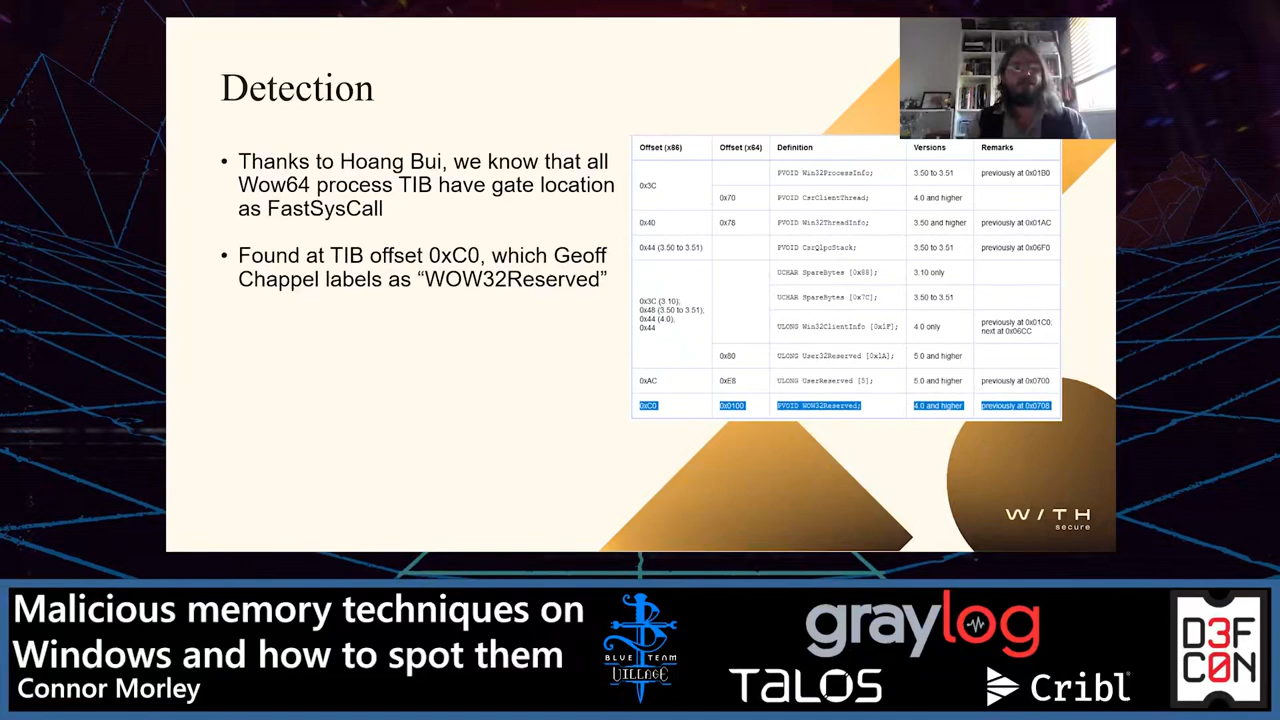 Detection
• Thanks to Hoang Bui, we know that all
Wow64 process TIB have gate location
as FastSysCall
• Found at TIB offset 0xC0, which Geoff
Chappel labels as “WOW32Reserved”
Offset (x86) Offset (x64) Definition Versions Remarks
0x3C PVOID Win32ProcessInfo; 3.50 to 3.51 previously at 0x01B0
0x70 PVOID CsrClientThread; 4.0 and higher
0x40 0x78 PVOID Win32ThreadInfo; 3.50 and higher previously at 0x01AC
0x44 (3.50 to 3.51) PVOID CsrQlpcStack; 3.50 to 3.51 previously at 0x06F0
UCHAR SpareBytes [0x88]; 3.10 only
0x3C (3.10);
0x48 (3.50 to 3.51);
0x44 (4.0),
0x44
UCHAR SpareBytes [0x7C]; 3.50 to 3.51
ULONG Win32ClientInfo [0x1F]; 4.0 only previously at 0x01C0,
next at 0x06CC
0x80 ULONG User32Reserved [0x1A]; 5.0 and higher
0xAC 0xE8 ULONG UserReserved [5]; 5.0 and higher previously at 0x0700
0xC0 0x0100 PVOID WOW32Reserved; 4.0 and higher previously at 0x0708
W/TH
secure
Malicious memory techniques on
Windows and how to spot them
Connor Morley
BLUE TEAM
VILLAGE
graylog
TALOS
Cribl
D3F
C0N